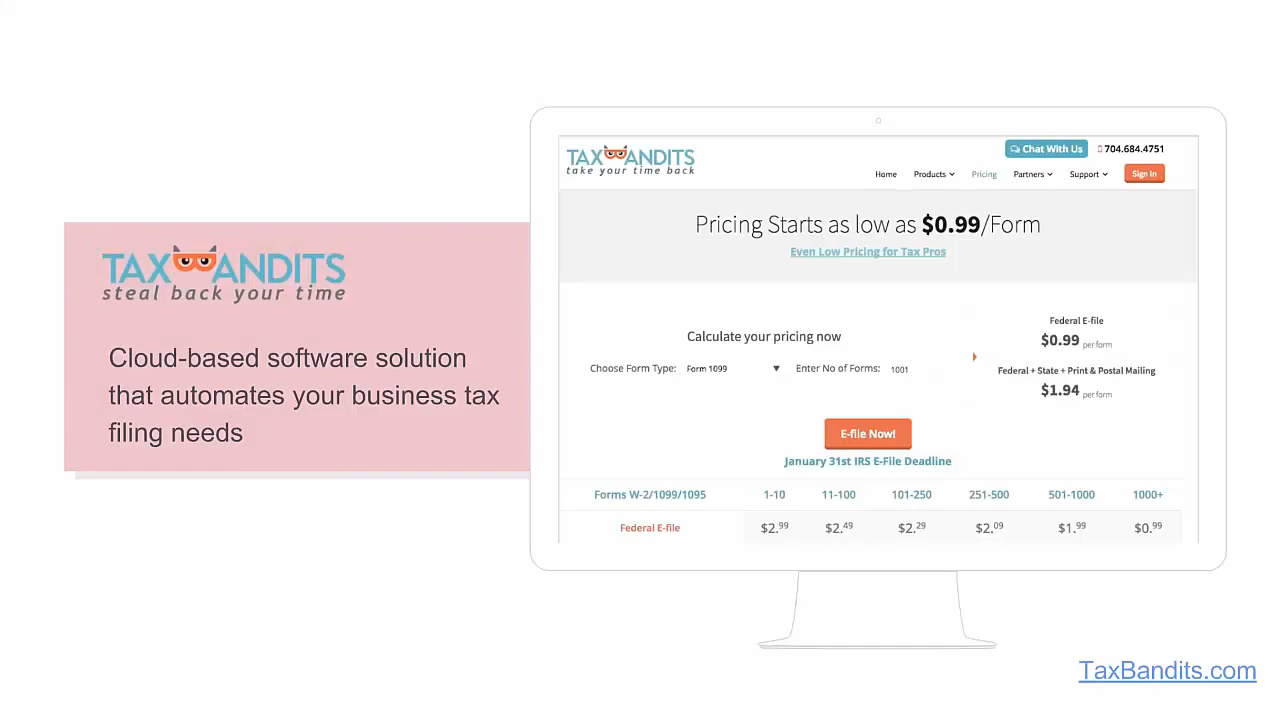 TAXBANDITS
steal back your time
Cloud-based software solution
that automates your business tax
filing needs
TAXBANDITS
take your time back
Chat With Us
704.684.4751
Home Products Pricing Partners Support Sign In
Pricing Starts as low as $0.99/Form
Even Low Pricing for Tax Pros
Calculate your pricing now
Choose Form Type: Form 1099 Enter No of Forms: 1001
Federal E-file
$0.99 per form
Federal + State + Print & Postal Mailing
$1.94 per form
E-file Now!
January 31st IRS E-File Deadline
Forms W-2/1099/1095 1-10 11-100 101-250 251-500 501-1000 1000+
Federal E-file $2.99 $2.49 $2.29 $2.09 $1.99 $0.99
TaxBandits.com